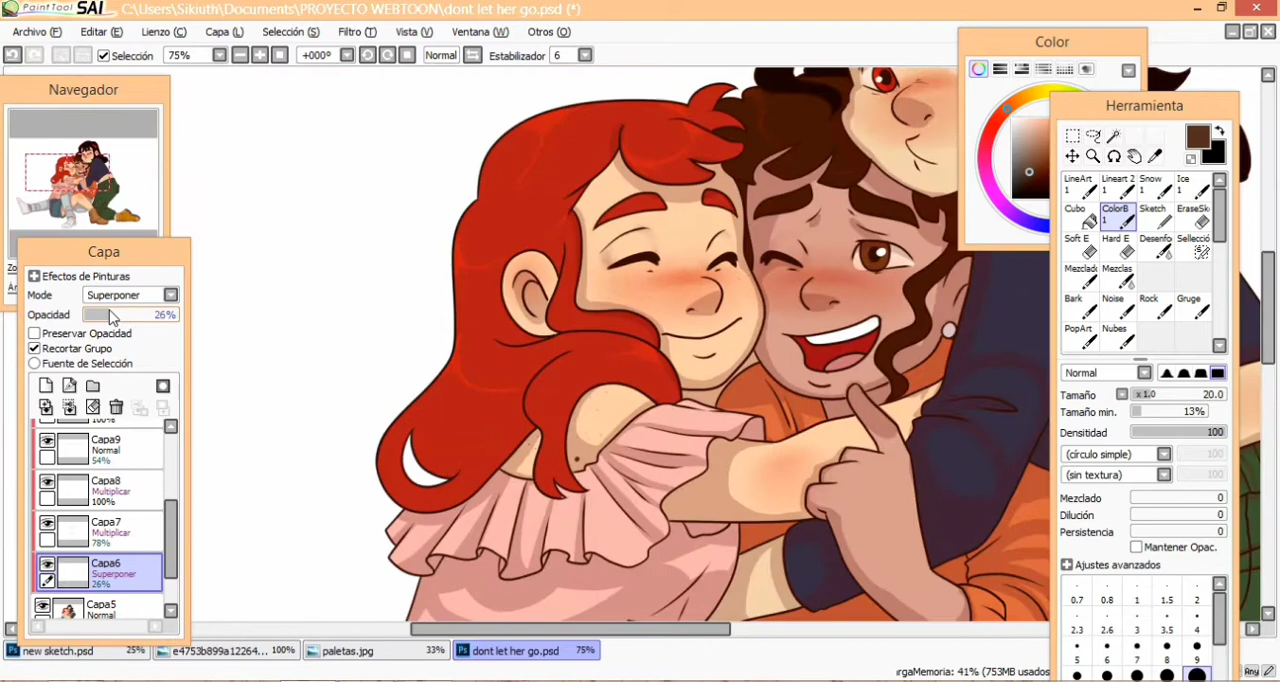 PaintTool SAI C:\Users\Sikiuth\Documents\PROYECTO WEBTOON\dont let her go.psd (*)
Archivo (F) Editar (E) Lienzo (C) Capa (L) Selección (S) Filtro (T) Vista (V) Ventana (W) Otros (O)
Selección 75% +000º Normal Estabilizador 6
Navegador
Capa
Efectos de Pinturas
Mode Superponer
Opacidad 26%
Preservar Opacidad
Recortar Grupo
Fuente de Selección
100%
Capa9
Normal
54%
Capa8
Multiplicar
100%
Capa7
Multiplicar
78%
Capa6
Superponer
26%
Capa5
Normal
Color
Herramienta
LineArt Lineart 2 Snow Ice
1 1 1 1
Cubo ColorB Sketch EraseSk
1
Soft E Hard E Desenfo Selecció
Mezclad Mezclas
Bark Noise Rock Gruge
PopArt Nubes
Normal
Tamaño x 1.0 20.0
Tamaño min. 13%
Densitidad 100
(círculo simple) 100
(sin textura) 100
Mezclado 0
Dilución 0
Persistencia 0
Mantener Opac.
Ajustes avanzados
0.7 0.8 1 1.5 2
2.3 2.6 3 3.5 4
5 6 7 8 9
new sketch.psd 25% e4753b899a12264... 100% paletas.jpg 33% dont let her go.psd 75%
rgaMemoria: 41% (753MB usados
Any